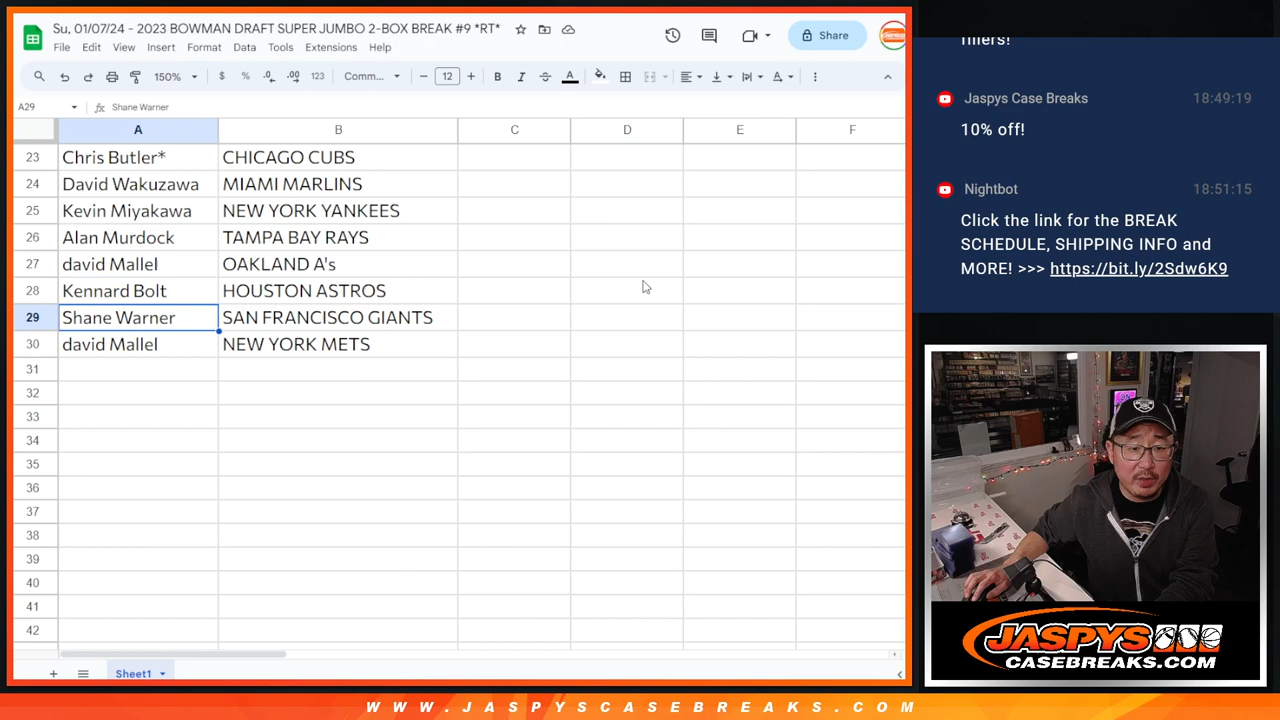 Su, 01/07/24 - 2023 BOWMAN DRAFT SUPER JUMBO 2-BOX BREAK #9 *RT*
File Edit View Insert Format Data Tools Extensions Help
Share
150% $ % .0 .00 123 Comm... 12 B I A
A29 Shane Warner
A B C D E F
23 Chris Butler* CHICAGO CUBS
24 David Wakuzawa MIAMI MARLINS
25 Kevin Miyakawa NEW YORK YANKEES
26 Alan Murdock TAMPA BAY RAYS
27 david Mallel OAKLAND A's
28 Kennard Bolt HOUSTON ASTROS
29 Shane Warner SAN FRANCISCO GIANTS
30 david Mallel NEW YORK METS
31
32
33
34
35
36
37
38
39
40
41
42
Sheet1
fillers!
Jaspys Case Breaks 18:49:19
10% off!
Nightbot 18:51:15
Click the link for the BREAK
SCHEDULE, SHIPPING INFO and
MORE! >>> https://bit.ly/2Sdw6K9
JASPYS
CASEBREAKS.COM
WWW.JASPYSCASEBREAKS.COM